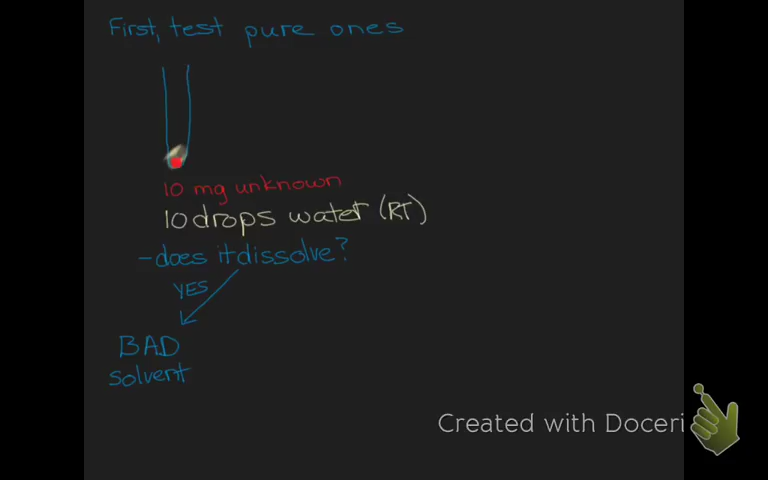 First, test pure ones
10 mg unknown
10 drops water (RT)
- does it dissolve?
YES
BAD
solvent
Created with Doceri